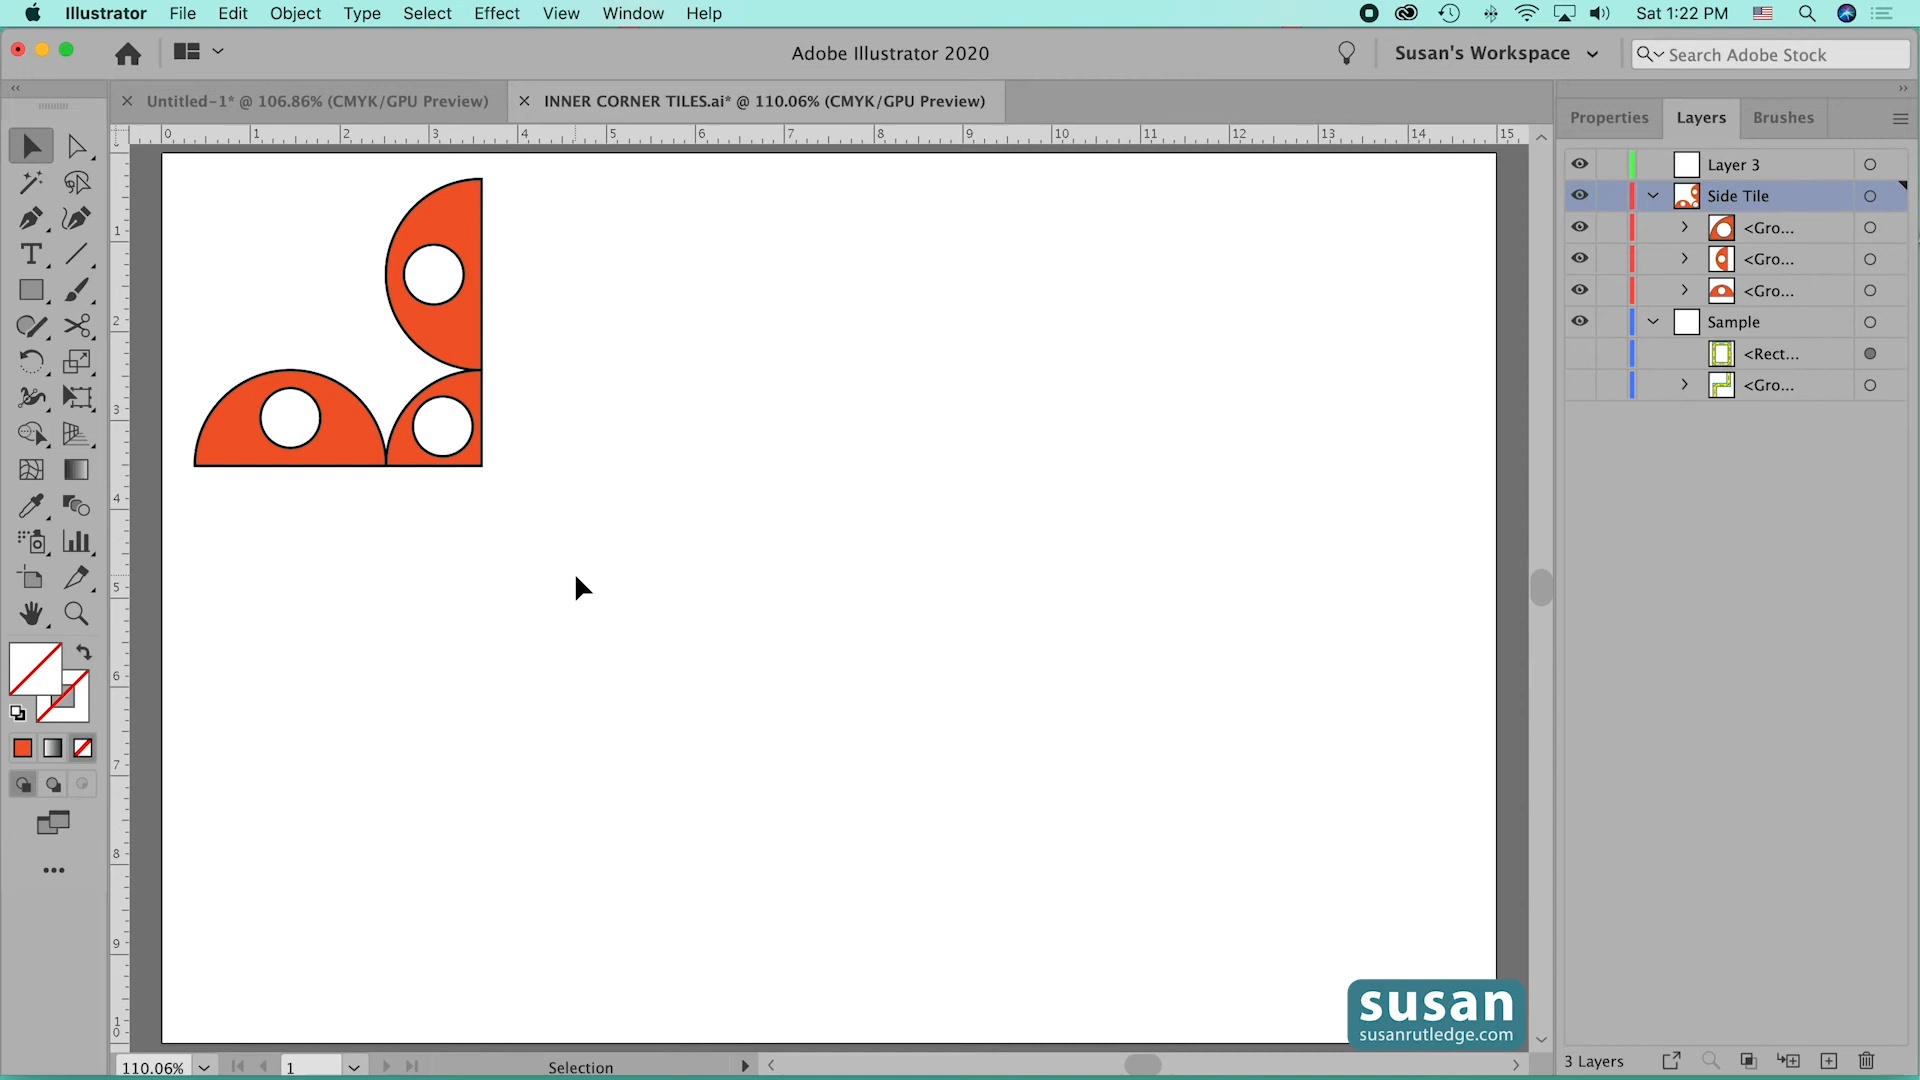 Illustrator File Edit Object Type Select Effect View Window Help
Sat 1:22 PM
Adobe Illustrator 2020
Susan's Workspace
Search Adobe Stock
Untitled-1* @ 106.86% (CMYK/GPU Preview)
INNER CORNER TILES.ai* @ 110.06% (CMYK/GPU Preview)
Properties Layers Brushes
0 1 2 3 4 5 6 7 8 9 10 11 12 13 14 15
1
2
3
4
5
6
7
8
9
1
0
Layer 3
Side Tile
<Gro...
<Gro...
<Gro...
Sample
<Rect...
<Gro...
susan
susanrutledge.com
110.06%
1
Selection
3 Layers